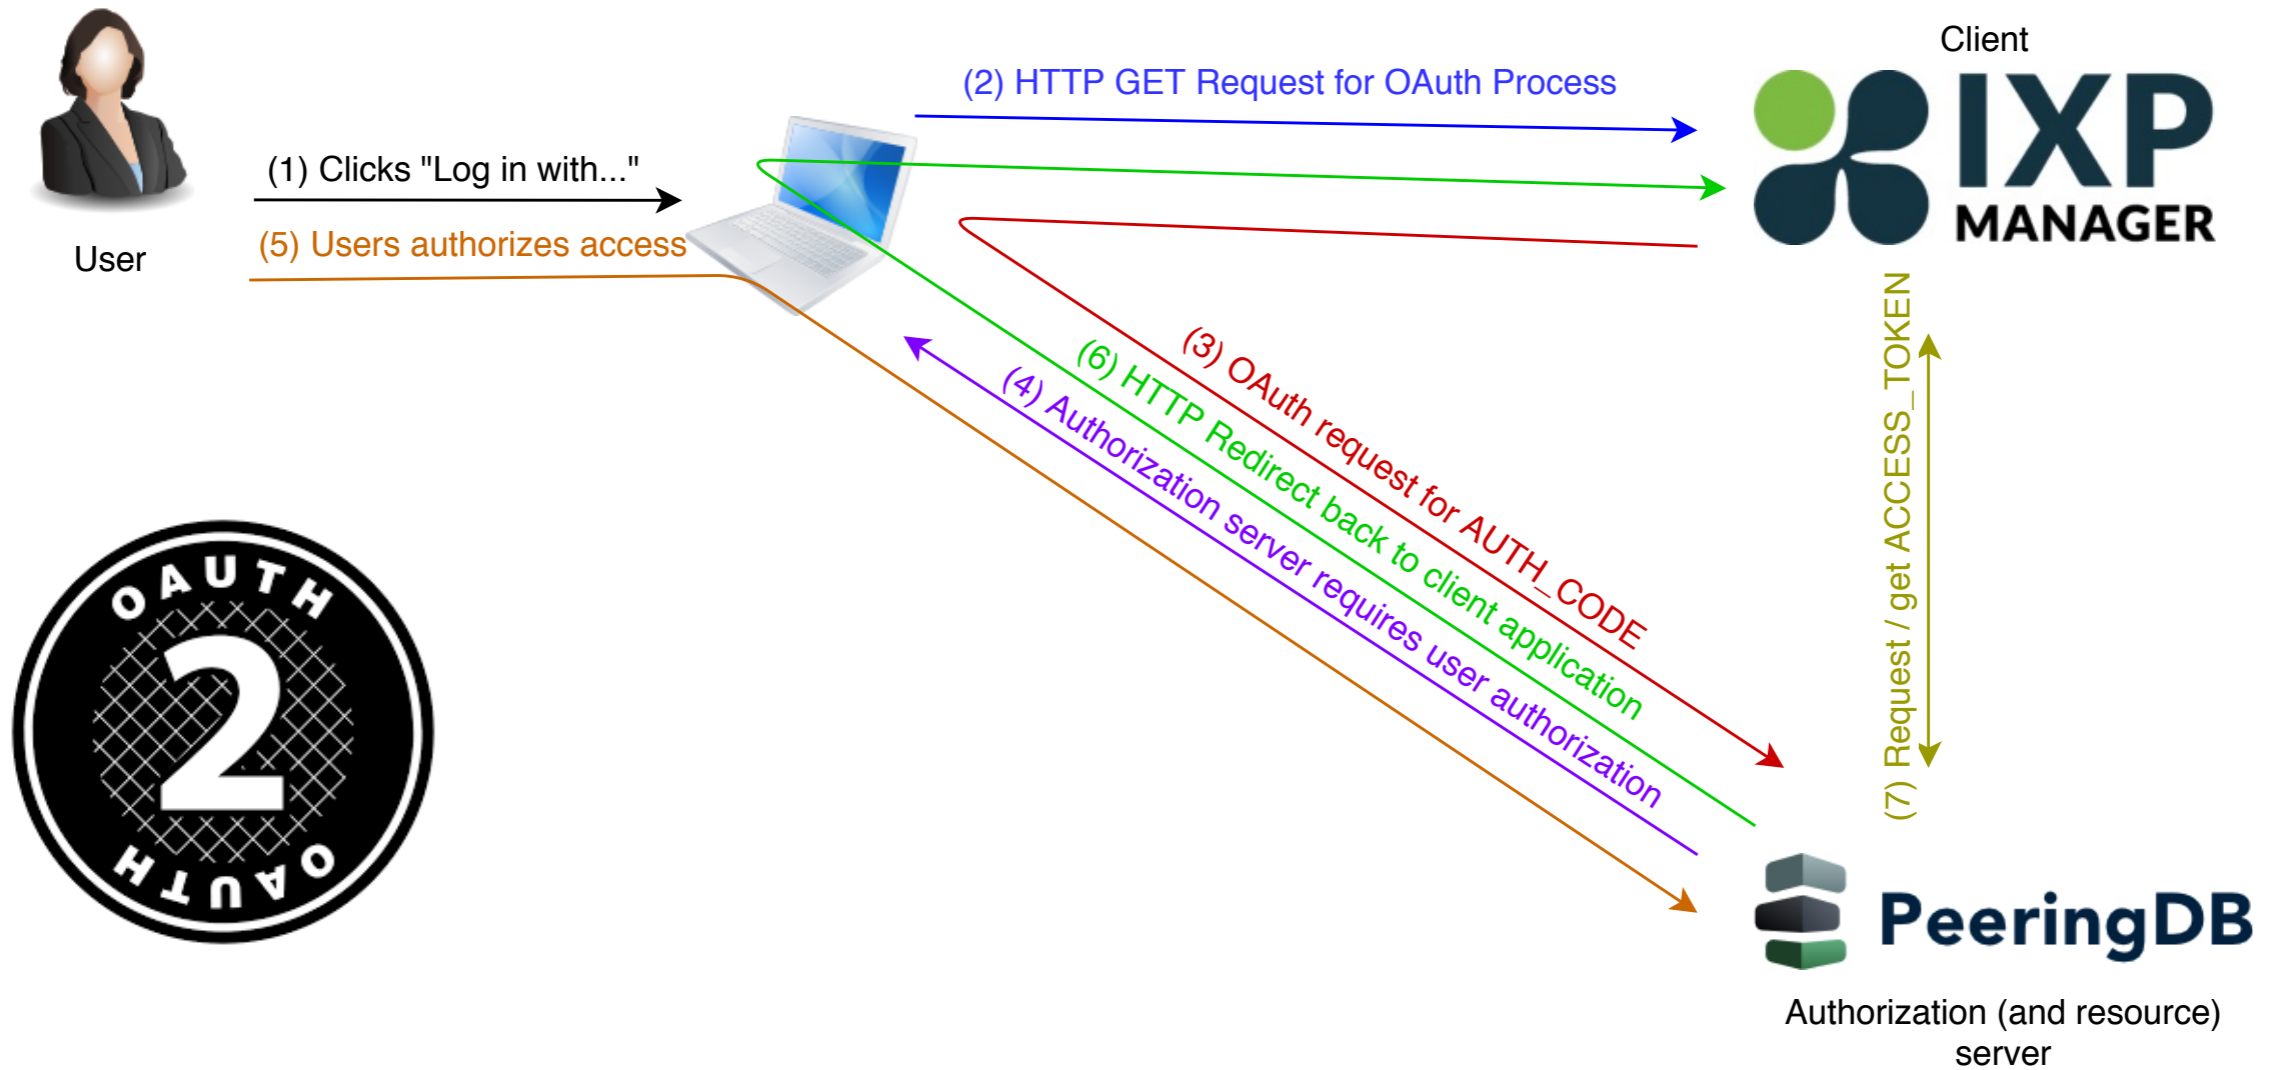 Client
(2) HTTP GET Request for OAuth Process
IXP
MANAGER
(1) Clicks "Log in with..."
(5) Users authorizes access
User
(3) OAuth request for AUTH_CODE
(6) HTTP Redirect back to client application
(4) Authorization server requires user authorization
(7) Request / get ACCESS_TOKEN
OAUTH
2
OAUTH
PeeringDB
Authorization (and resource)
server